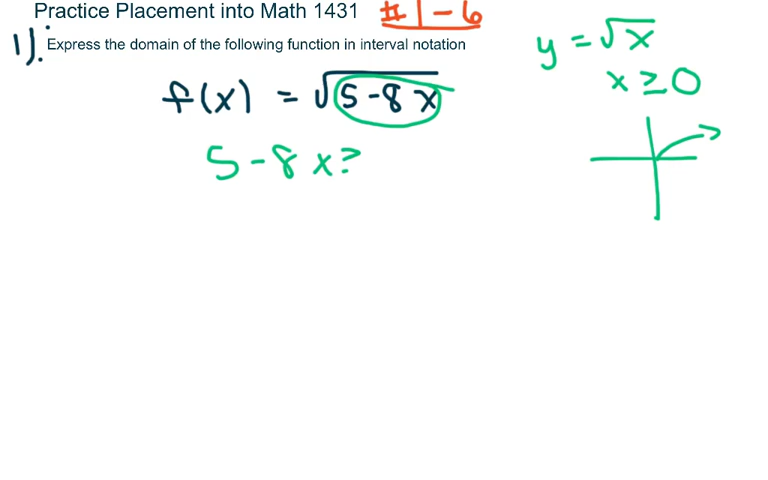 Practice Placement into Math 1431 # 1-6
1). Express the domain of the following function in interval notation
y = √x
x ≥ 0
f(x) = √5-8x
5-8x